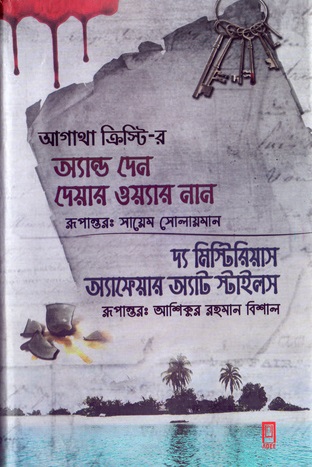 আগাথা ক্রিস্টি-র
অ্যান্ড দেন
দেয়ার ওয়্যার নান
রূপান্তরঃ সায়েম সোলায়মান
দ্য মিস্টিরিয়াস
অ্যাফেয়ার অ্যাট স্টাইলস
রূপান্তরঃ আশিকুর রহমান বিশাল